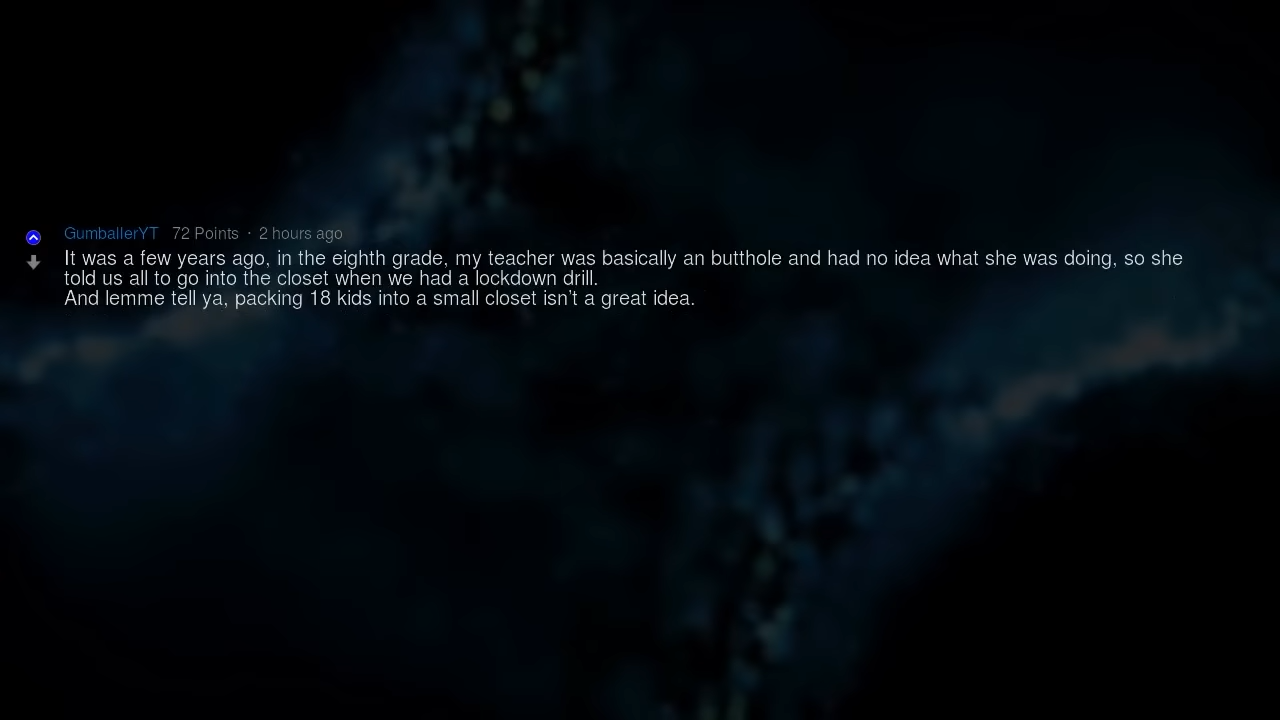 GumballerYT 72 Points · 2 hours ago
It was a few years ago, in the eighth grade, my teacher was basically an butthole and had no idea what she was doing, so she
told us all to go into the closet when we had a lockdown drill.
And lemme tell ya, packing 18 kids into a small closet isn't a great idea.